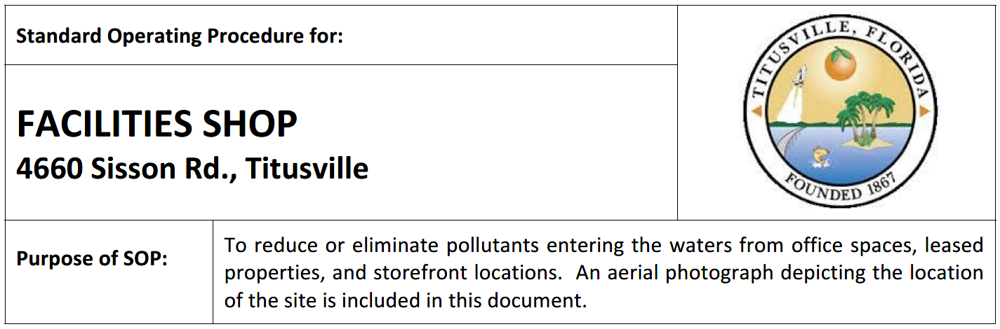 Standard Operating Procedure for:
FACILITIES SHOP
4660 Sisson Rd., Titusville
TITUSVILLE, FLORIDA
FOUNDED 1867
Purpose of SOP:
To reduce or eliminate pollutants entering the waters from office spaces, leased
properties, and storefront locations.  An aerial photograph depicting the location
of the site is included in this document.